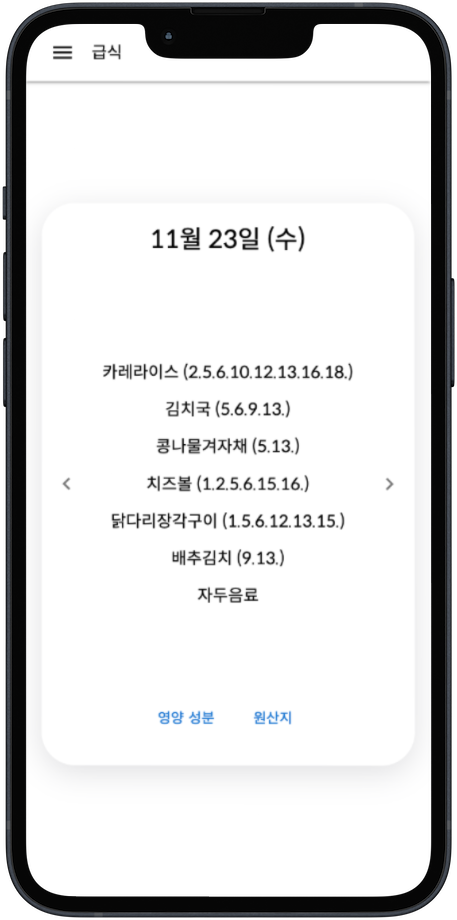 급식
11월 23일 (수)
카레라이스 (2.5.6.10.12.13.16.18.)
김치국 (5.6.9.13.)
콩나물겨자채 (5.13.)
치즈볼 (1.2.5.6.15.16.)
닭다리장각구이 (1.5.6.12.13.15.)
배추김치 (9.13.)
자두음료
영양 성분 원산지